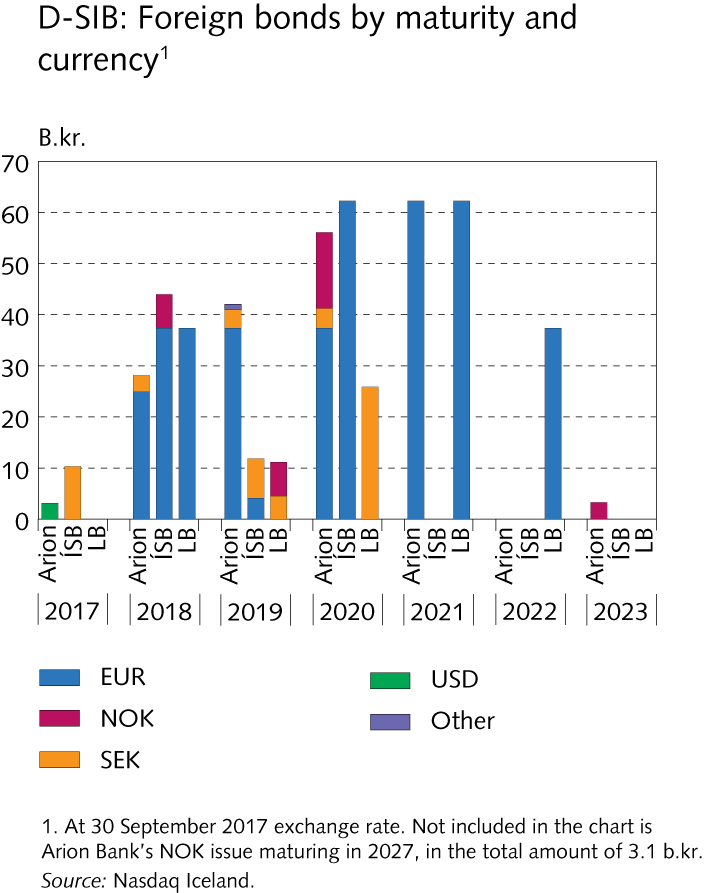 D-SIB: Foreign bonds by maturity and
currency¹
B.kr.
70
60
50
40
30
20
10
0
Arion ÍSB LB Arion ÍSB LB Arion ÍSB LB Arion ÍSB LB Arion ÍSB LB Arion ÍSB LB Arion ÍSB LB
2017 2018 2019 2020 2021 2022 2023
EUR USD
NOK Other
SEK
1. At 30 September 2017 exchange rate. Not included in the chart is
Arion Bank's NOK issue maturing in 2027, in the total amount of 3.1 b.kr.
Source: Nasdaq Iceland.